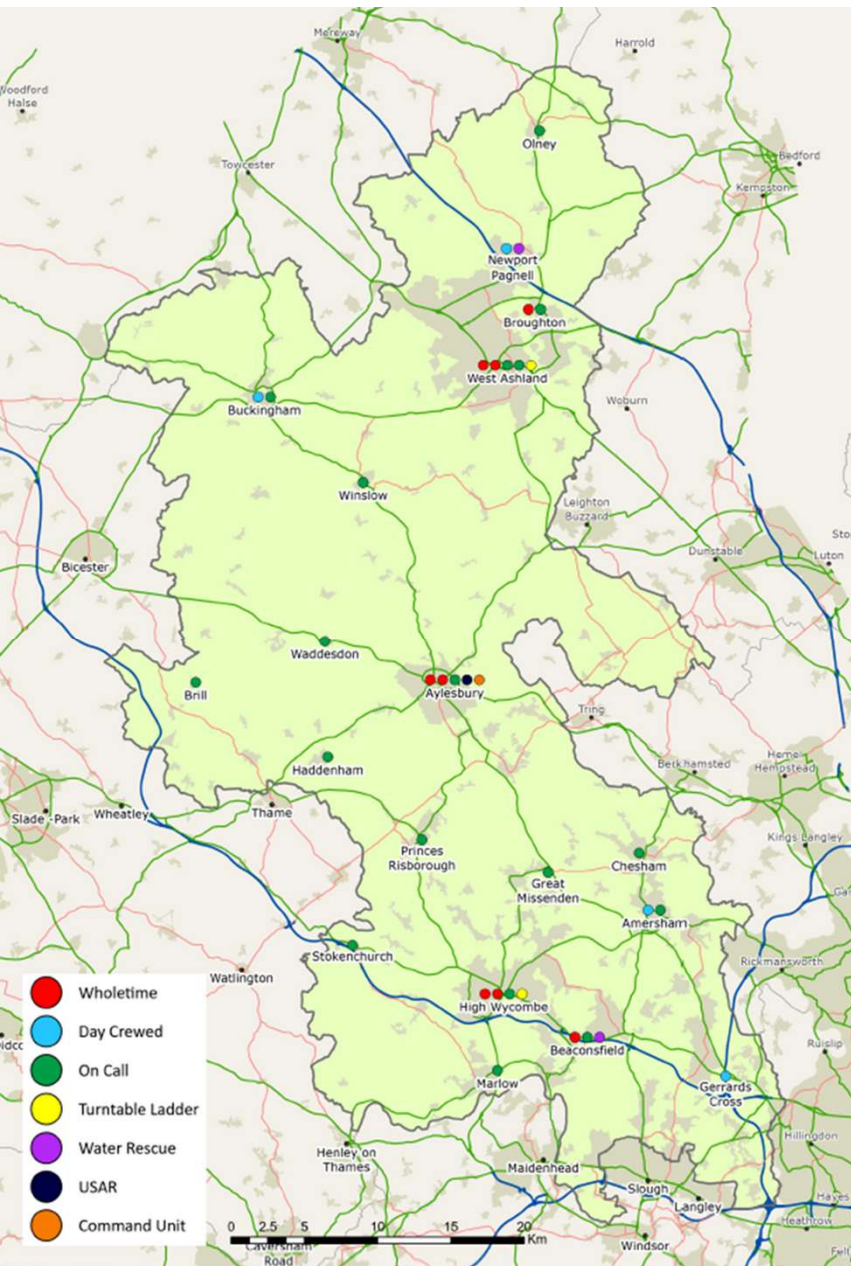 Mereway
Harrold
Woodford
Halse
Olney
Bedford
Towcester
Kempston
Newport
Pagnell
Broughton
West Ashland
Woburn
Buckingham
Winslow
Leighton
Buzzard
Dunstable
Luton
Bicester
Waddesdon
Aylesbury
Brill
Tring
Haddenham
Berkhamsted
Hemel
Hempstead
Slade Park
Wheatley
Thame
Kings Langley
Princes
Risborough
Chesham
Great
Missenden
Amersham
Stokenchurch
Rickmansworth
Watlington
High Wycombe
Beaconsfield
Ruislip
Marlow
Gerrards
Cross
Hillingdon
Henley on
Thames
Maidenhead
Slough
Langley
Hayes
Heathrow
Windsor
Caversham
Road
Wholetime
Day Crewed
On Call
Turntable Ladder
Water Rescue
USAR
Command Unit
0 2.5 5 10 15 20
Km